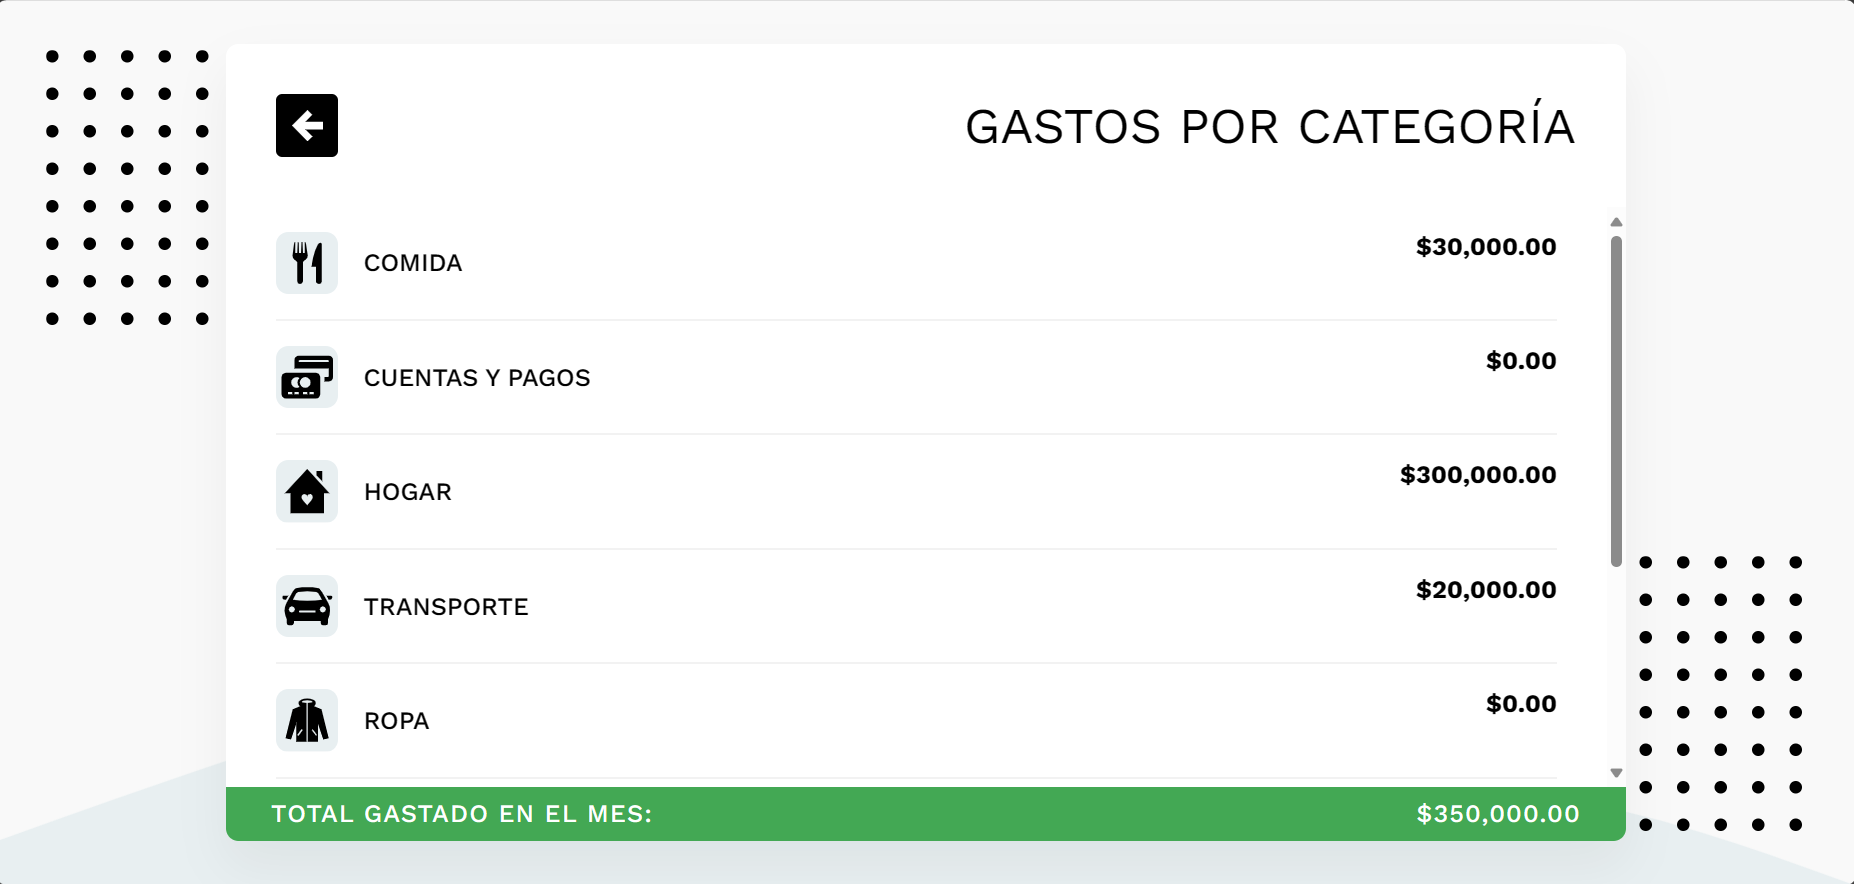 GASTOS POR CATEGORÍA
COMIDA $30,000.00
CUENTAS Y PAGOS $0.00
HOGAR $300,000.00
TRANSPORTE $20,000.00
ROPA $0.00
TOTAL GASTADO EN EL MES: $350,000.00